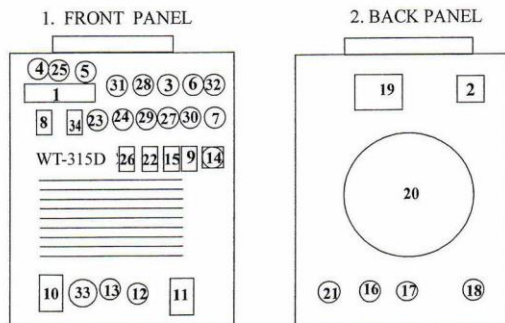 1. FRONT PANEL
2. BACK PANEL
4 25 5
31 28 3 6 32
1
8 34 23 24 29 27 30 7
WT-315D 26 22 15 9 14
10 33 13 12 11
19 2
20
21 16 17 18